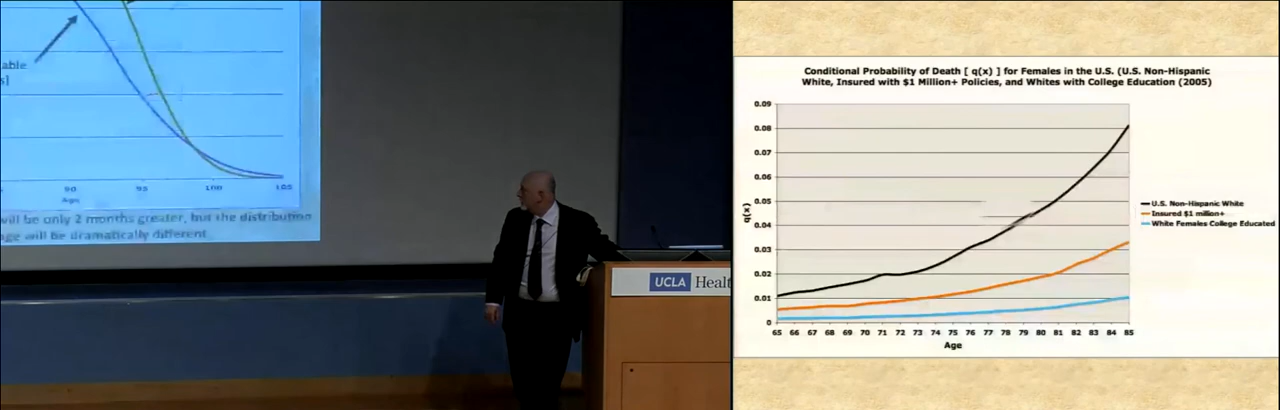 able
s]
90
95
100
105
Age
will be only 2 months greater, but the distribution
age will be dramatically different
UCLA Healt
Conditional Probability of Death [ q(x) ] for Females in the U.S. (U.S. Non-Hispanic
White, Insured with $1 Million+ Policies, and Whites with College Education (2005)
0.09
0.08
0.07
0.06
0.05
0.04
0.03
0.02
0.01
0
q(x)
65 66 67 68 69 70 71 72 73 74 75 76 77 78 79 80 81 82 83 84 85
Age
U.S. Non-Hispanic White
Insured $1 million+
White Females College Educated